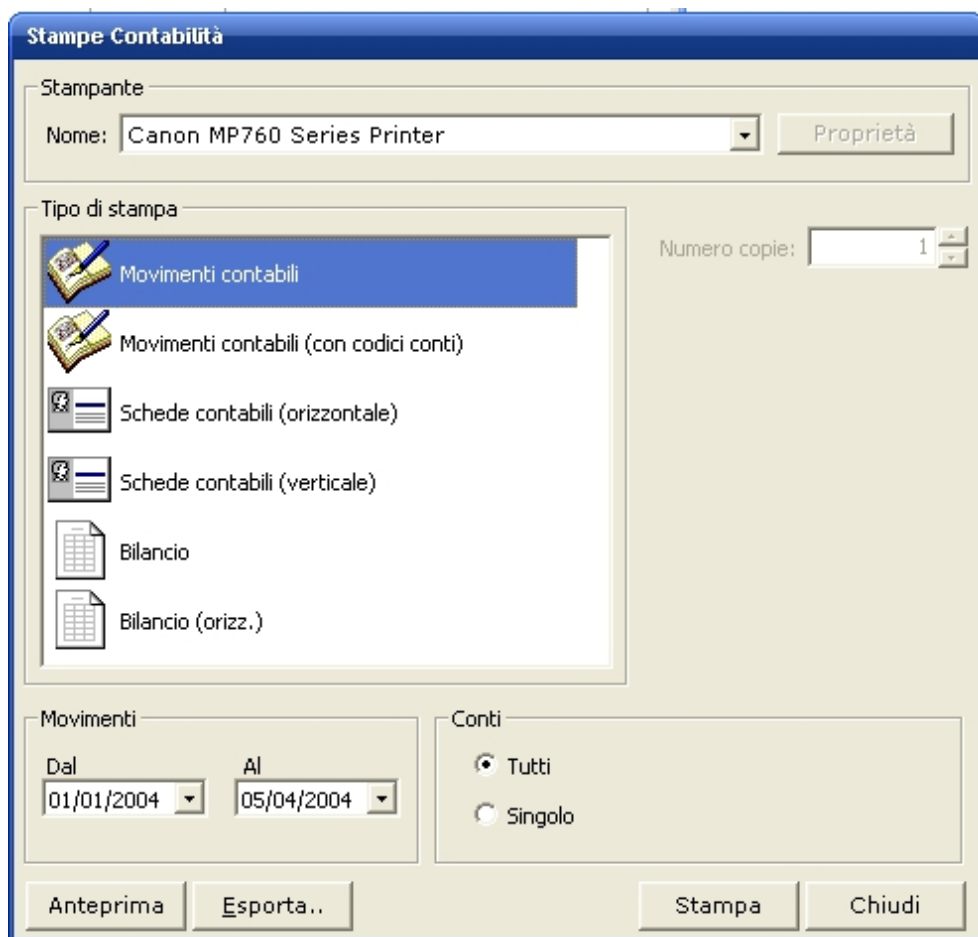 Stampe Contabilità
Stampante
Nome: Canon MP760 Series Printer Proprietà
Tipo di stampa
Numero copie: 1
Movimenti contabili
Movimenti contabili (con codici conti)
Schede contabili (orizzontale)
Schede contabili (verticale)
Bilancio
Bilancio (orizz.)
Movimenti
Dal Al
01/01/2004 05/04/2004
Conti
Tutti
Singolo
Anteprima Esporta.. Stampa Chiudi